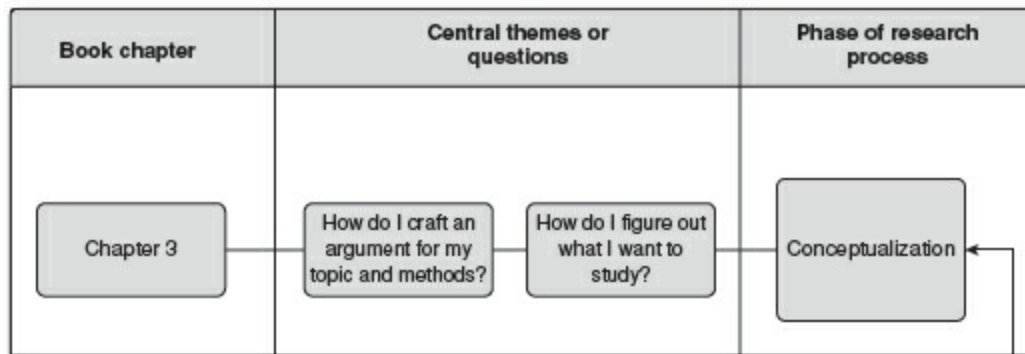 Book chapter
Central themes or
questions
Phase of research
process
Chapter 3
How do I craft an
argument for my
topic and methods?
How do I figure out
what I want to
study?
Conceptualization